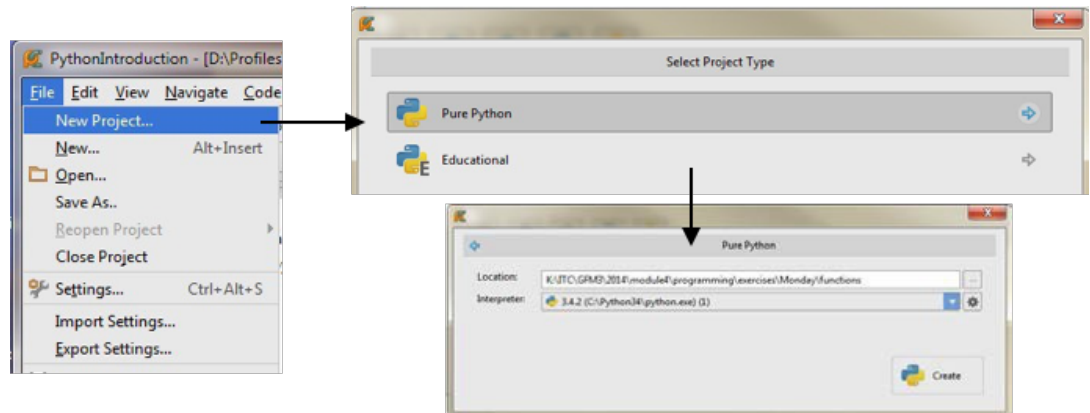 PythonIntroduction - [D:\Profiles
File Edit View Navigate Code
New Project...
New... Alt+Insert
Open...
Save As..
Reopen Project
Close Project
Settings... Ctrl+Alt+S
Import Settings...
Export Settings...
Select Project Type
Pure Python
Educational
E
Pure Python
Location: K:\ITC\GFM3\2014\module4\programming\exercises\Monday\functions ...
Interpreter: 3.4.2 (C:\Python34\python.exe) (1)
Create